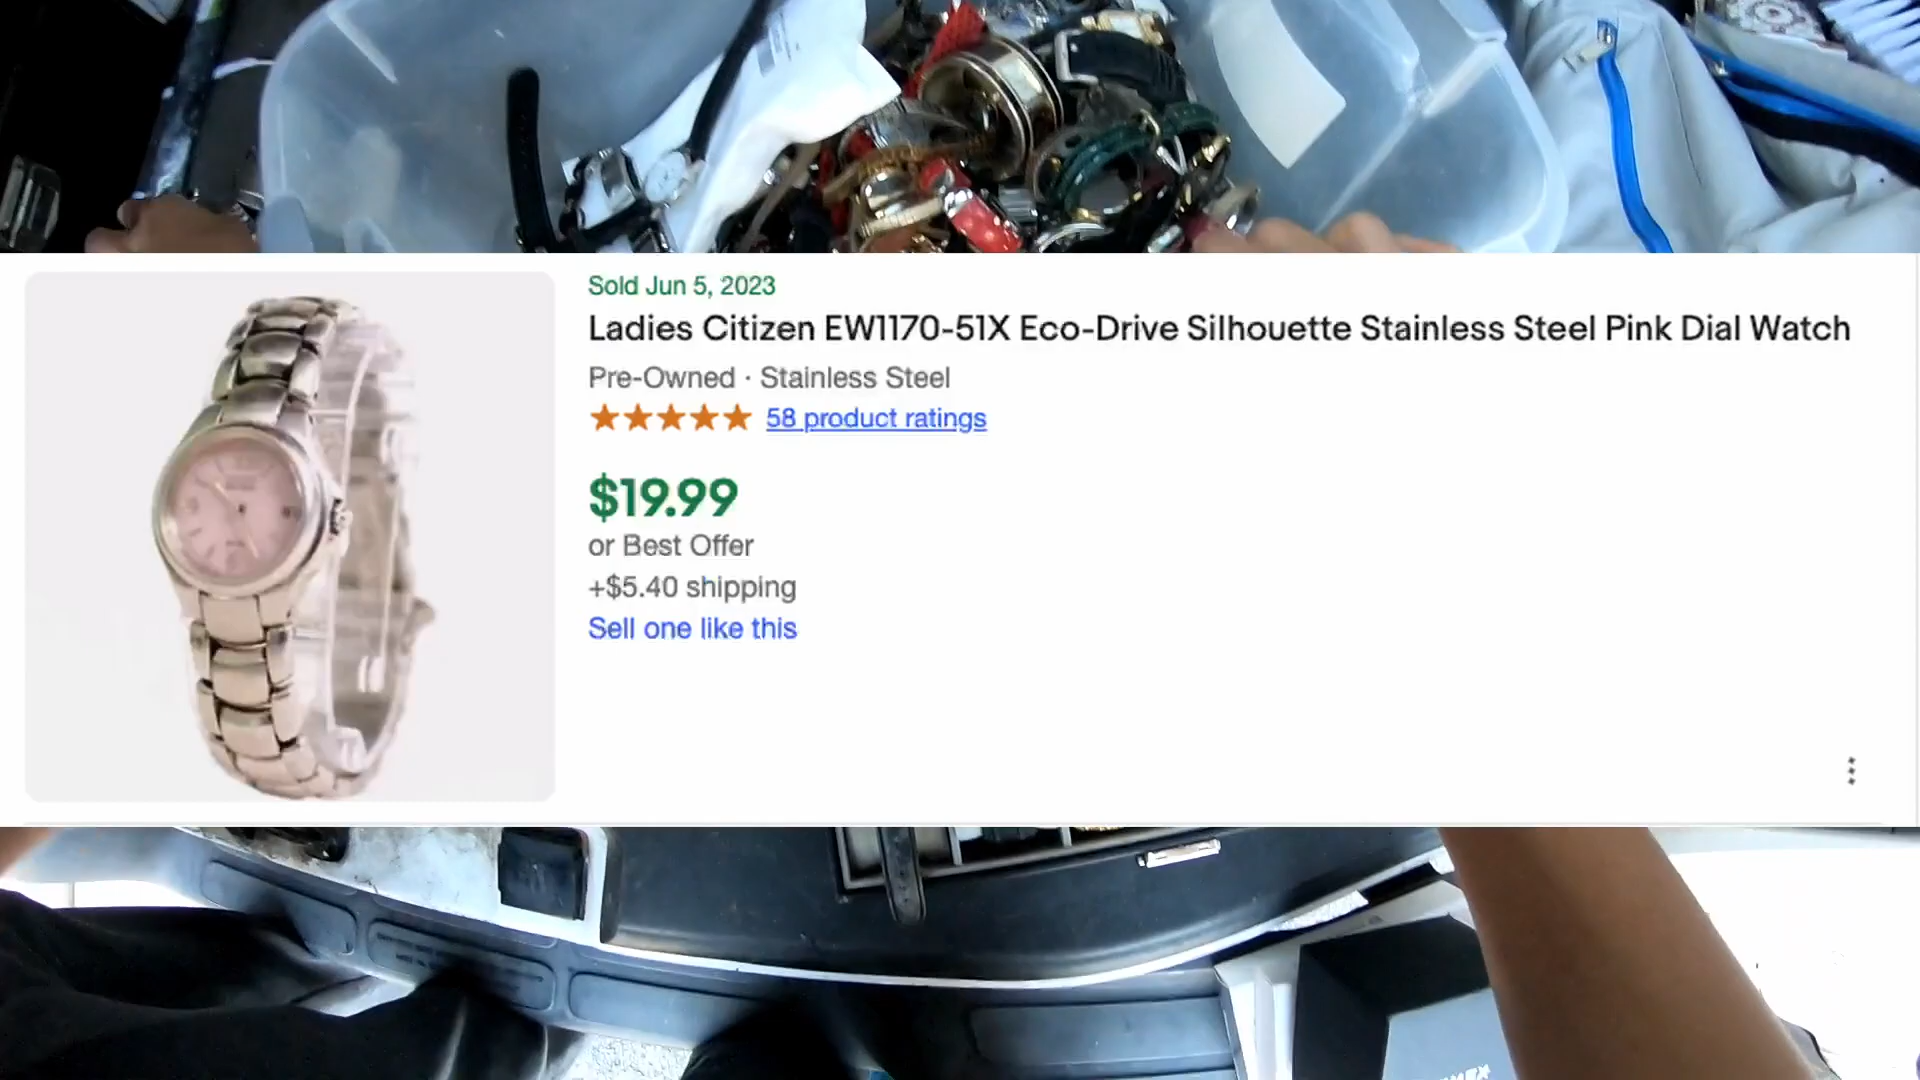 Sold Jun 5, 2023
Ladies Citizen EW1170-51X Eco-Drive Silhouette Stainless Steel Pink Dial Watch
Pre-Owned · Stainless Steel
58 product ratings
$19.99
or Best Offer
+$5.40 shipping
Sell one like this